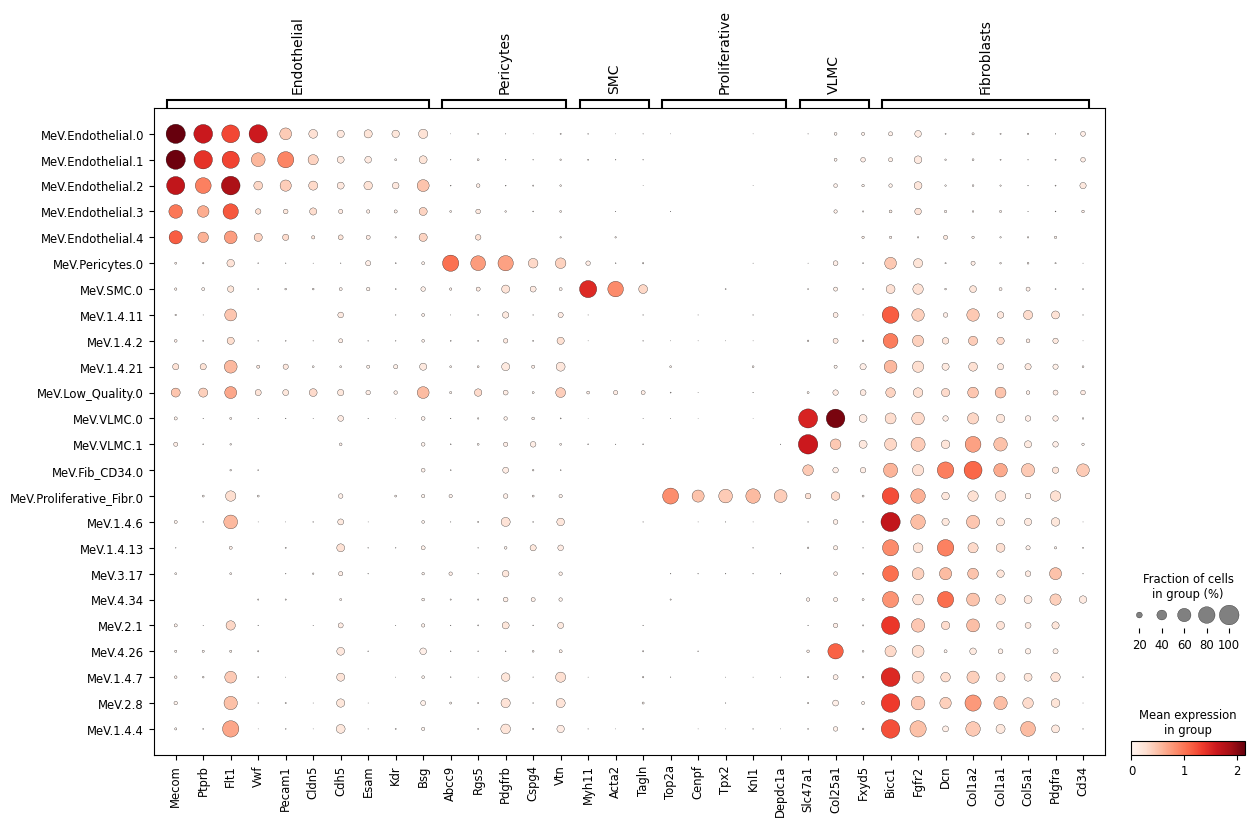 Endothelial
Pericytes
SMC
Proliferative
VLMC
Fibroblasts
MeV.Endothelial.0
MeV.Endothelial.1
MeV.Endothelial.2
MeV.Endothelial.3
MeV.Endothelial.4
MeV.Pericytes.0
MeV.SMC.0
MeV.1.4.11
MeV.1.4.2
MeV.1.4.21
MeV.Low_Quality.0
MeV.VLMC.0
MeV.VLMC.1
MeV.Fib_CD34.0
MeV.Proliferative_Fibr.0
MeV.1.4.6
MeV.1.4.13
MeV.3.17
MeV.4.34
MeV.2.1
MeV.4.26
MeV.1.4.7
MeV.2.8
MeV.1.4.4
Mecom
Ptprb
Flt1
Vwf
Pecam1
Cldn5
Cdh5
Esam
Kdr
Bsg
Abcc9
Rgs5
Pdgfrb
Cspg4
Vtn
Myh11
Acta2
Tagln
Top2a
Cenpf
Tpx2
Knl1
Depdc1a
Slc47a1
Col25a1
Fxyd5
Bicc1
Fgfr2
Dcn
Col1a2
Col1a1
Col5a1
Pdgfra
Cd34
Fraction of cells
in group (%)
20 40 60 80 100
Mean expression
in group
0 1 2